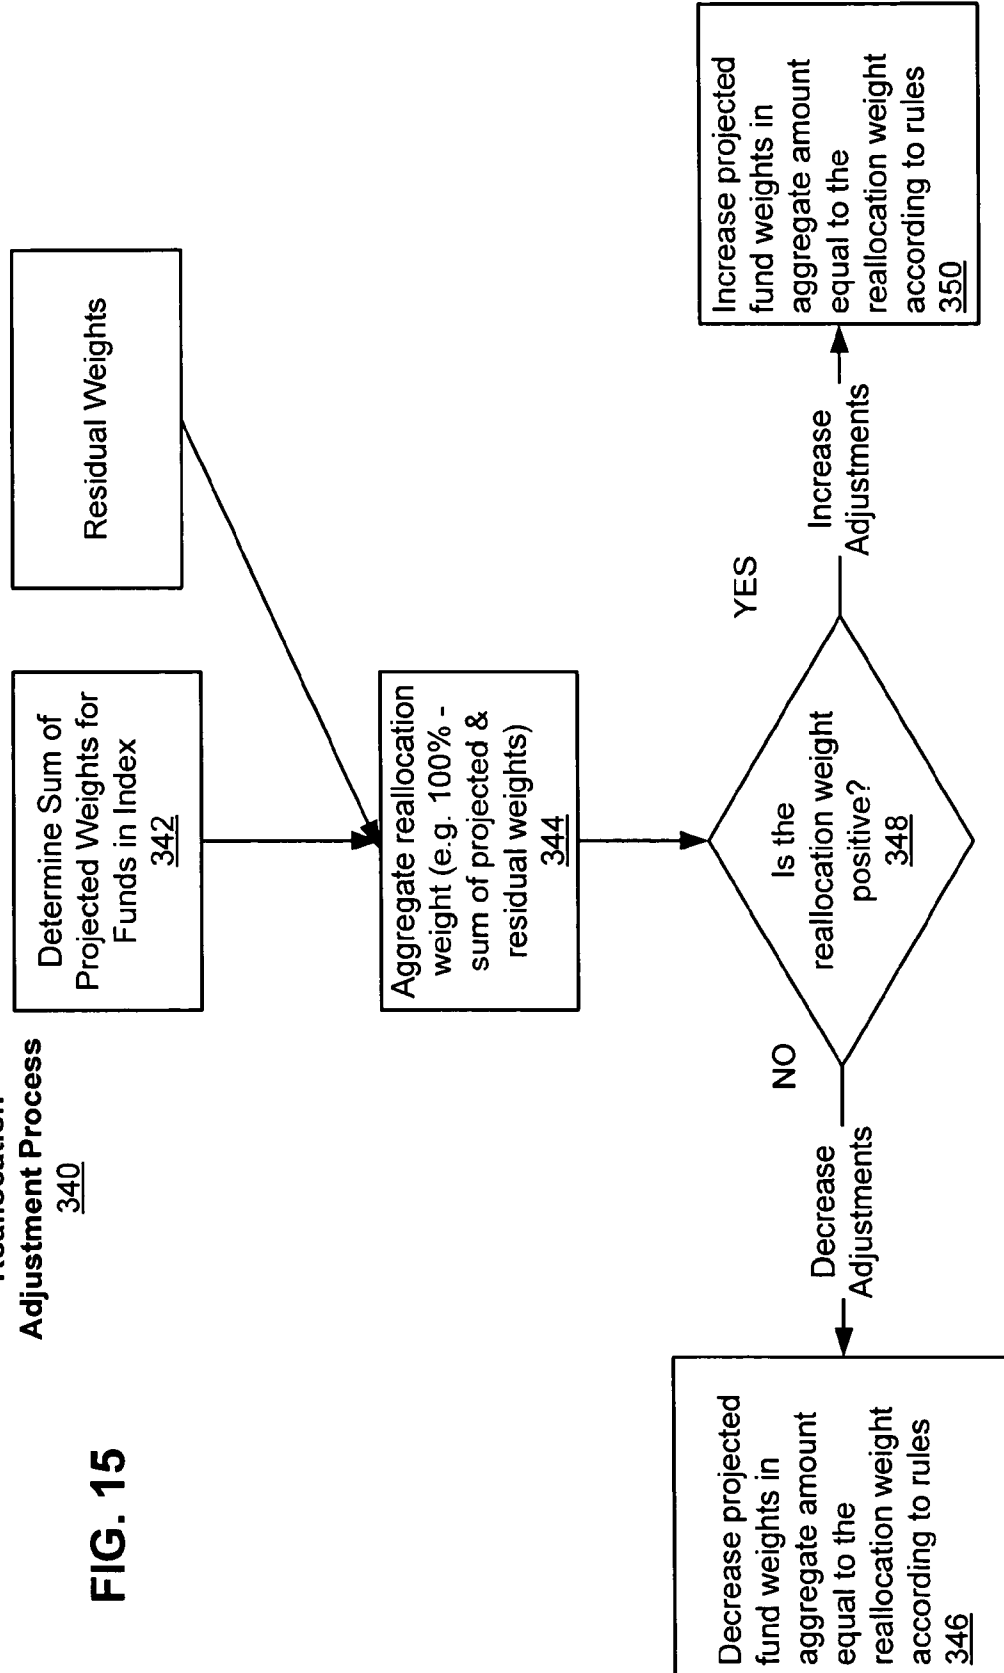 FIG. 15
Reallocation
Adjustment Process
340
Determine Sum of
Projected Weights for
Funds in Index
342
Residual Weights
Aggregate reallocation
weight (e.g. 100% -
sum of projected &
residual weights)
344
Is the
reallocation weight
positive?
348
NO
YES
Decrease
Adjustments
Increase
Adjustments
Decrease projected
fund weights in
aggregate amount
equal to the
reallocation weight
according to rules
346
Increase projected
fund weights in
aggregate amount
equal to the
reallocation weight
according to rules
350